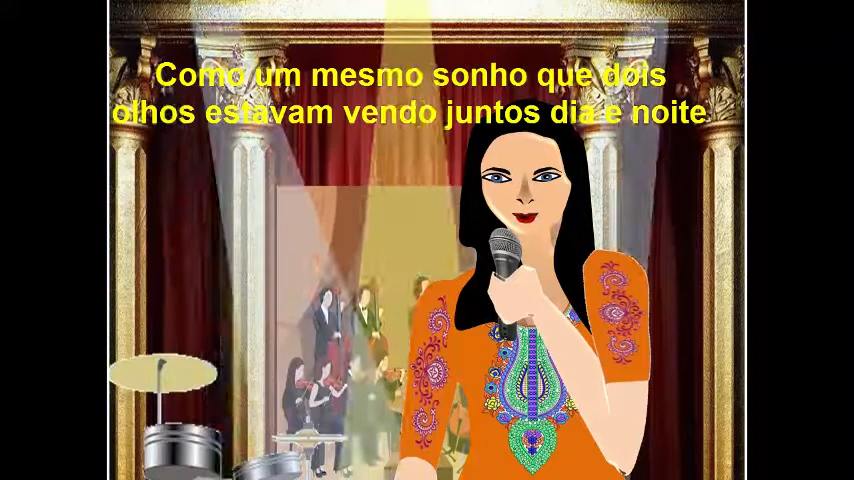 Como um mesmo sonho que dois
olhos estavam vendo juntos dia e noite